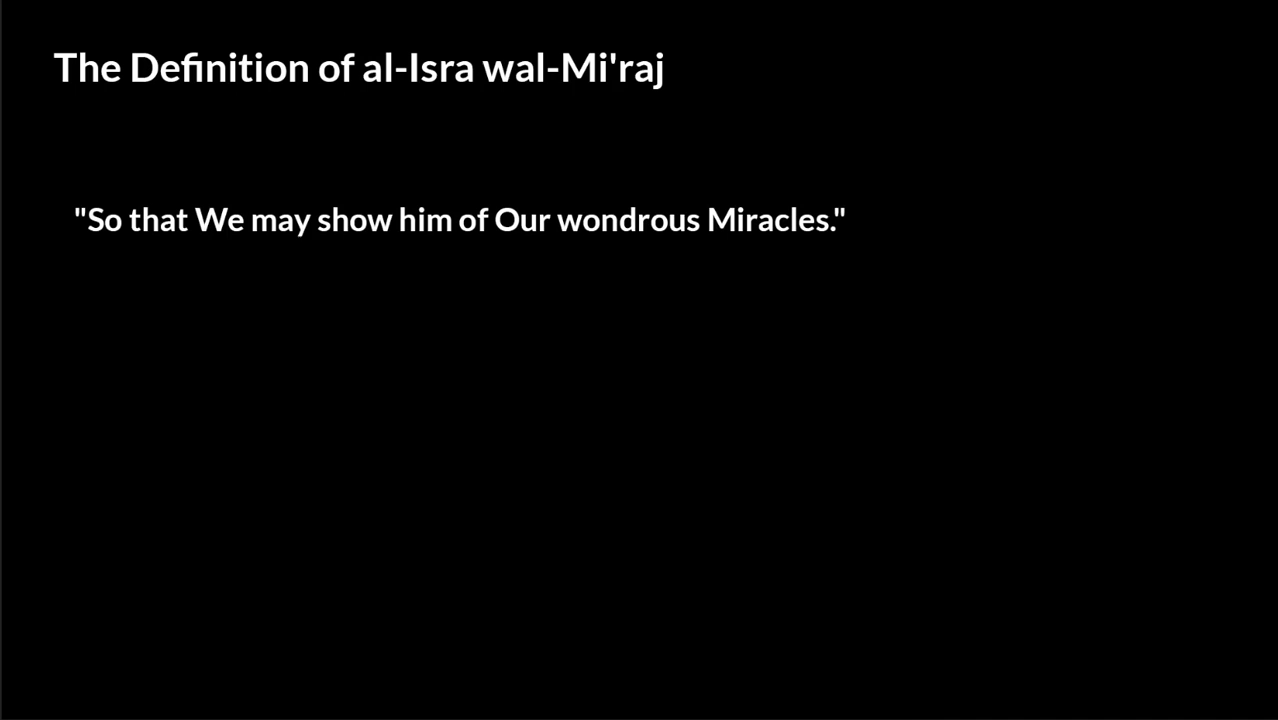 The Definition of al-Isra wal-Mi'raj
"So that We may show him of Our wondrous Miracles."